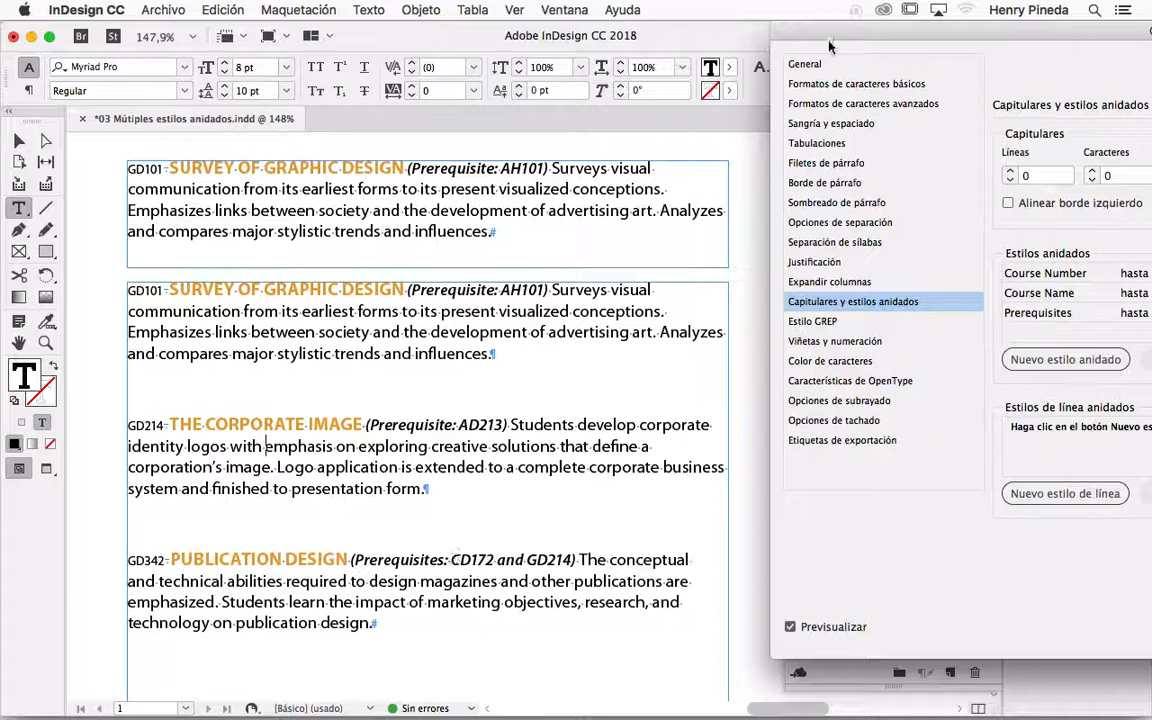 InDesign CC Archivo Edición Maquetación Texto Objeto Tabla Ver Ventana Ayuda Henry Pineda
Br St 147,9% Adobe InDesign CC 2018
A Myriad Pro 8 pt TT T¹ T (0) 100% 100% T A.
¶ Regular 10 pt Tr T₁ T 0 0 pt T 0°
× *03 Mútiples estilos anidados.indd @ 148%
GD101 SURVEY OF GRAPHIC DESIGN (Prerequisite: AH101) Surveys visual
communication from its earliest forms to its present visualized conceptions.
Emphasizes links between society and the development of advertising art. Analyzes
and compares major stylistic trends and influences.#
GD101 SURVEY OF GRAPHIC DESIGN (Prerequisite: AH101) Surveys visual
communication from its earliest forms to its present visualized conceptions.
Emphasizes links between society and the development of advertising art. Analyzes
and compares major stylistic trends and influences.¶
GD214 THE CORPORATE IMAGE (Prerequisite: AD213) Students develop corporate
identity logos with emphasis on exploring creative solutions that define a
corporation's image. Logo application is extended to a complete corporate business
system and finished to presentation form.¶
GD342 PUBLICATION DESIGN (Prerequisites: CD172 and GD214) The conceptual
and technical abilities required to design magazines and other publications are
emphasized. Students learn the impact of marketing objectives, research, and
technology on publication design.#
General
Formatos de caracteres básicos
Formatos de caracteres avanzados
Sangría y espaciado
Tabulaciones
Filetes de párrafo
Borde de párrafo
Sombreado de párrafo
Opciones de separación
Separación de sílabas
Justificación
Expandir columnas
Capitulares y estilos anidados
Estilo GREP
Viñetas y numeración
Color de caracteres
Características de OpenType
Opciones de subrayado
Opciones de tachado
Etiquetas de exportación
Previsualizar
Capitulares y estilos anidados
Capitulares
Líneas Caracteres
0 0
Alinear borde izquierdo
Estilos anidados
Course Number hasta
Course Name hasta
Prerequisites hasta
Nuevo estilo anidado
Estilos de línea anidados
Haga clic en el botón Nuevo es
Nuevo estilo de línea
1 [Básico] (usado) Sin errores